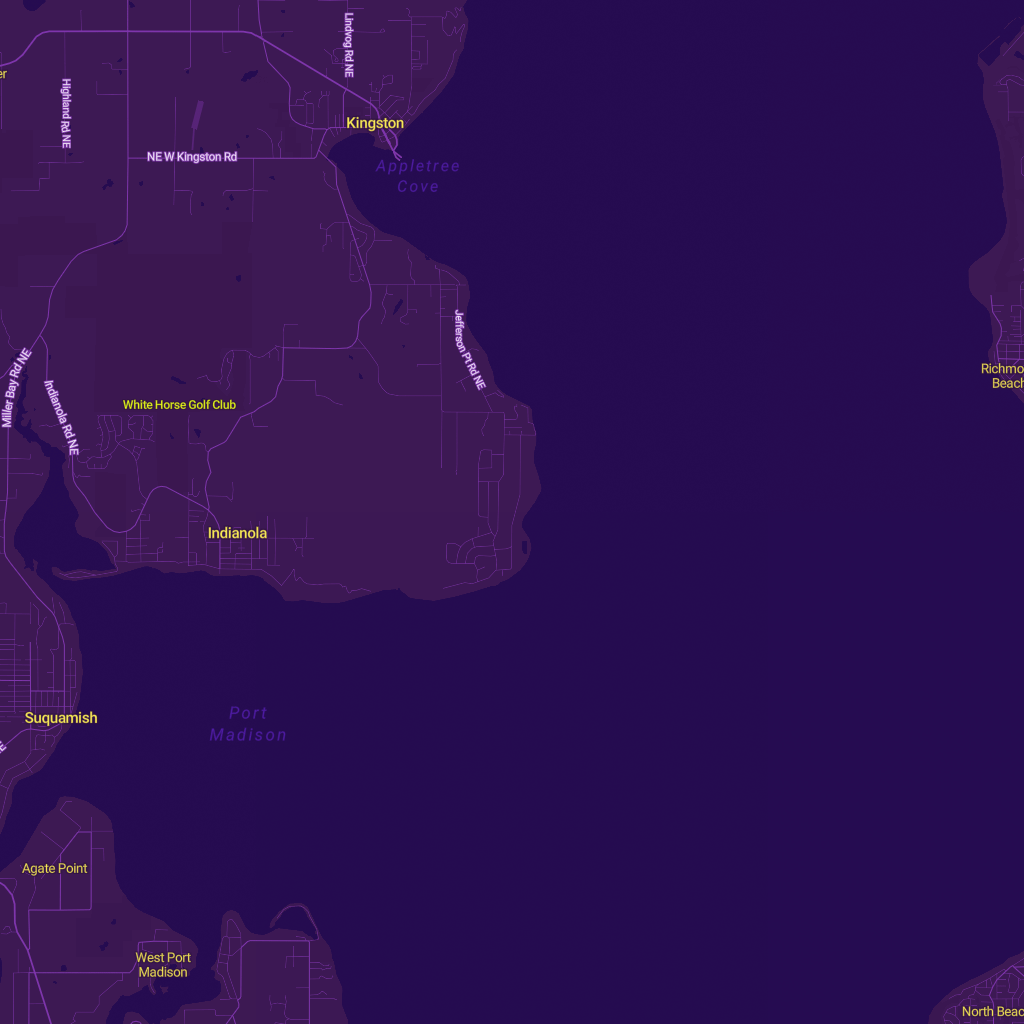 Lindvog Rd NE
er
Highland Rd NE
Kingston
NE W Kingston Rd
Appletree
Cove
Jefferson Pt Rd NE
Miller Bay Rd NE
Indianola Rd NE
Richmo
Beach
White Horse Golf Club
Indianola
Port
Madison
Suquamish
E
Agate Point
West Port
Madison
North Beac